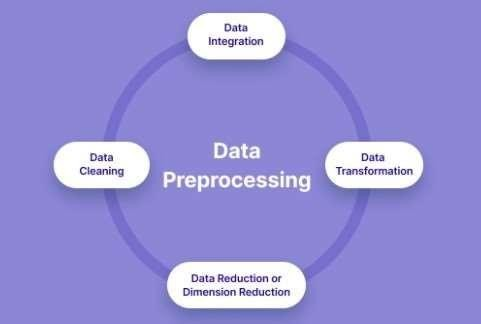 Data
Integration
Data
Cleaning
Data
Preprocessing
Data
Transformation
Data Reduction or
Dimension Reduction